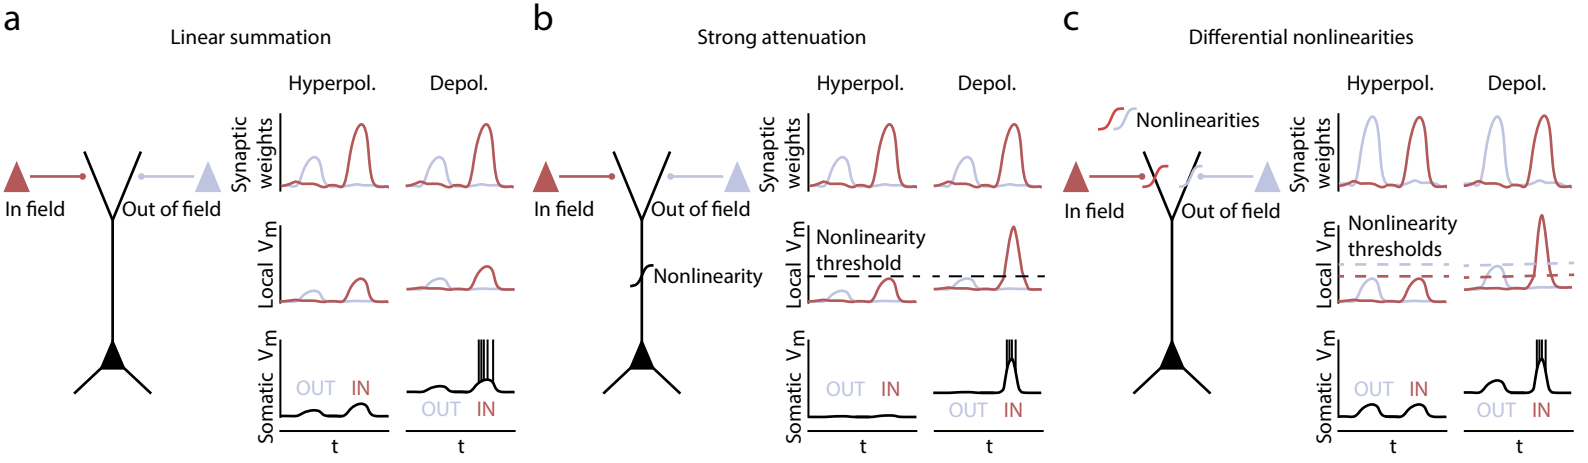 a
Linear summation
Hyperpol.
Depol.
Synaptic
weights
In field
Out of field
Local Vm
Somatic Vm
OUT IN
OUT IN
t
t
b
Strong attenuation
Hyperpol.
Depol.
Synaptic
weights
In field
Out of field
Nonlinearity
Local Vm
Nonlinearity
threshold
Somatic Vm
OUT IN
OUT IN
t
t
c
Differential nonlinearities
Hyperpol.
Depol.
Nonlinearities
Synaptic
weights
In field
Out of field
Local Vm
Nonlinearity
thresholds
Somatic Vm
OUT IN
OUT IN
t
t